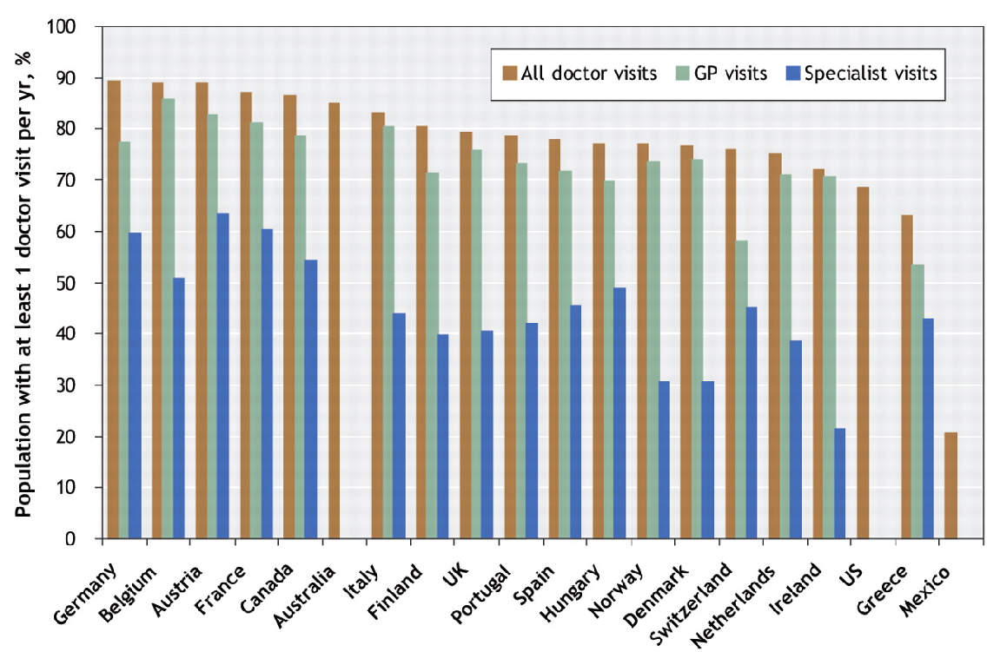 Population with at least 1 doctor visit per yr, %
100
90
80
70
60
50
40
30
20
10
0
All doctor visits GP visits Specialist visits
Germany
Belgium
Austria
France
Canada
Australia
Italy
Finland
UK
Portugal
Spain
Hungary
Norway
Denmark
Switzerland
Netherlands
Ireland
US
Greece
Mexico